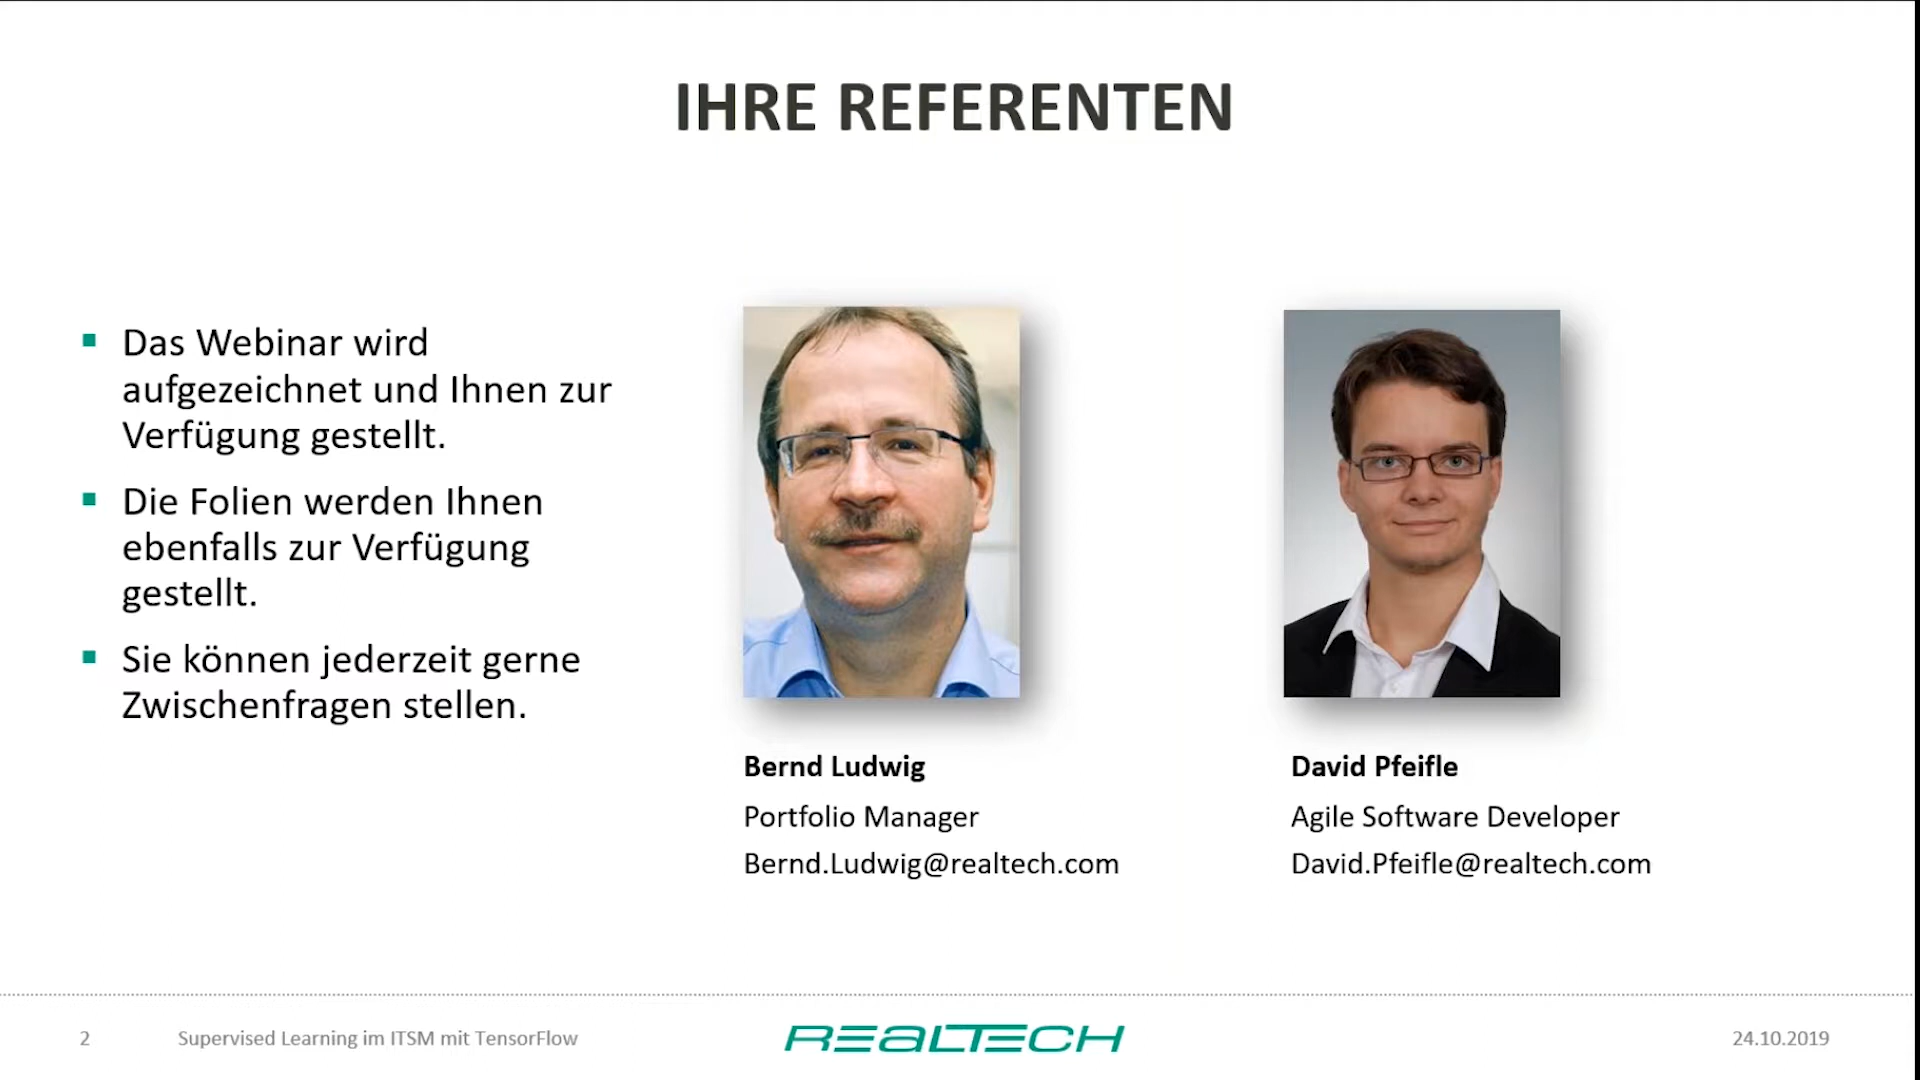 IHRE REFERENTEN
Das Webinar wird
aufgezeichnet und Ihnen zur
Verfügung gestellt.
Die Folien werden Ihnen
ebenfalls zur Verfügung
gestellt.
Sie können jederzeit gerne
Zwischenfragen stellen.
Bernd Ludwig
Portfolio Manager
Bernd.Ludwig@realtech.com
David Pfeifle
Agile Software Developer
David.Pfeifle@realtech.com
2
Supervised Learning im ITSM mit TensorFlow
REALTECH
24.10.2019